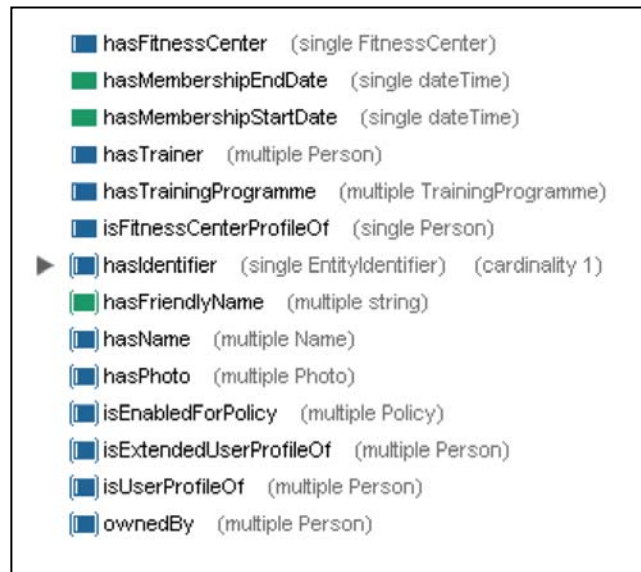 hasFitnessCenter (single FitnessCenter)
hasMembershipEndDate (single dateTime)
hasMembershipStartDate (single dateTime)
hasTrainer (multiple Person)
hasTrainingProgramme (multiple TrainingProgramme)
isFitnessCenterProfileOf (single Person)
hasIdentifier (single EntityIdentifier) (cardinality 1)
hasFriendlyName (multiple string)
hasName (multiple Name)
hasPhoto (multiple Photo)
isEnabledForPolicy (multiple Policy)
isExtendedUserProfileOf (multiple Person)
isUserProfileOf (multiple Person)
ownedBy (multiple Person)